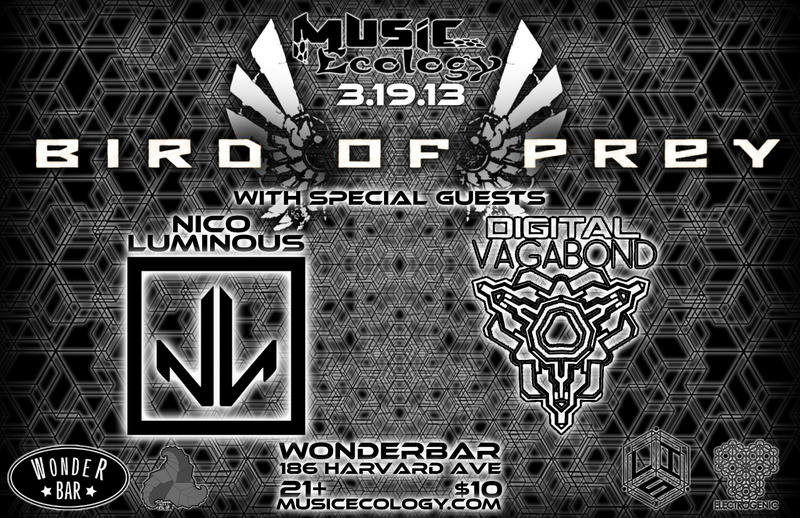 MUSIC
Ecology
3.19.13
BIRD OF PREY
WITH SPECIAL GUESTS
NICO
LUMINOUS
DIGITAL
VAGABOND
WONDERBAR
186 HARVARD AVE
21+ $10
MUSICECOLOGY.COM
WONDER
BAR
ELECTROGENIC